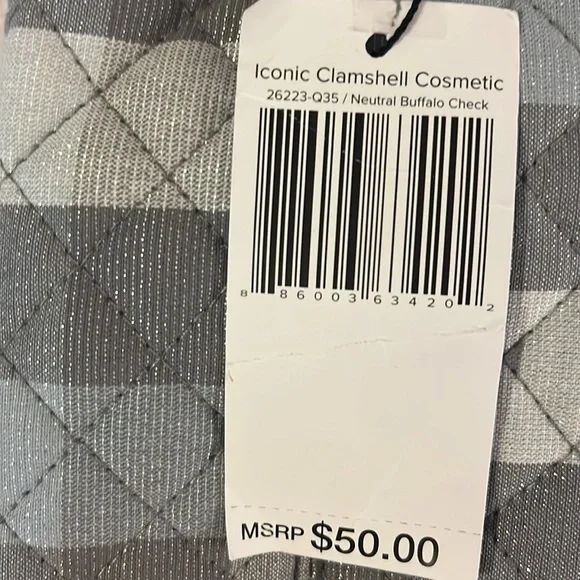 Iconic Clamshell Cosmetic
26223-Q35 / Neutral Buffalo Check
8 86003 63420 2
MSRP $50.00